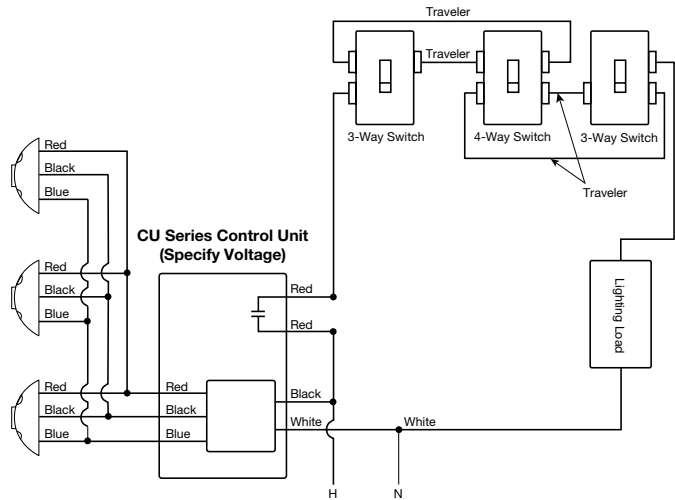 Traveler
Traveler
3-Way Switch
4-Way Switch
3-Way Switch
Traveler
Red
Black
Blue
CU Series Control Unit
(Specify Voltage)
Red
Black
Blue
Red
Red
Lighting Load
Red
Black
Blue
Red
Black
Blue
Black
White
White
H
N